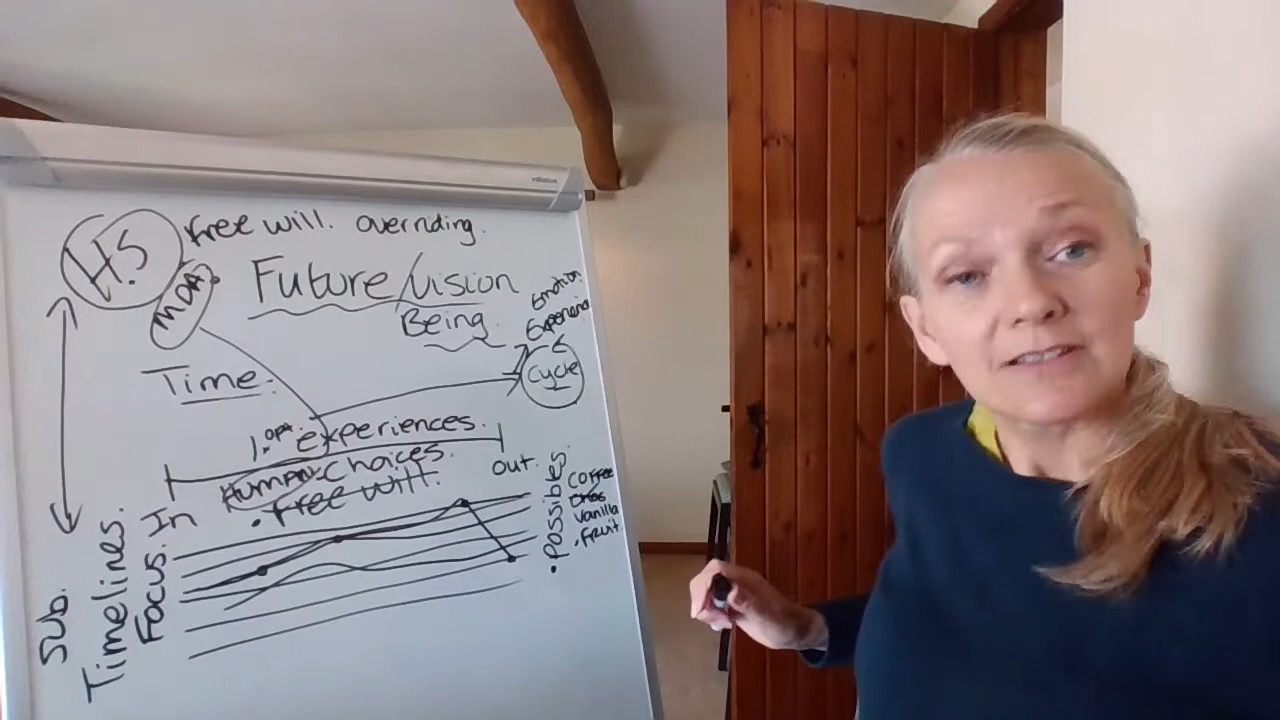 H.S free will. overriding.
MOA?
Future/Vision
Being.
Emotion
Experience
Cycle
Time.
1. opt. experiences.
Human choices.
• free will.
In
out.
Possibles.
Coffee
Vanilla
• Fruit.
Focus.
Timelines.
Sub.